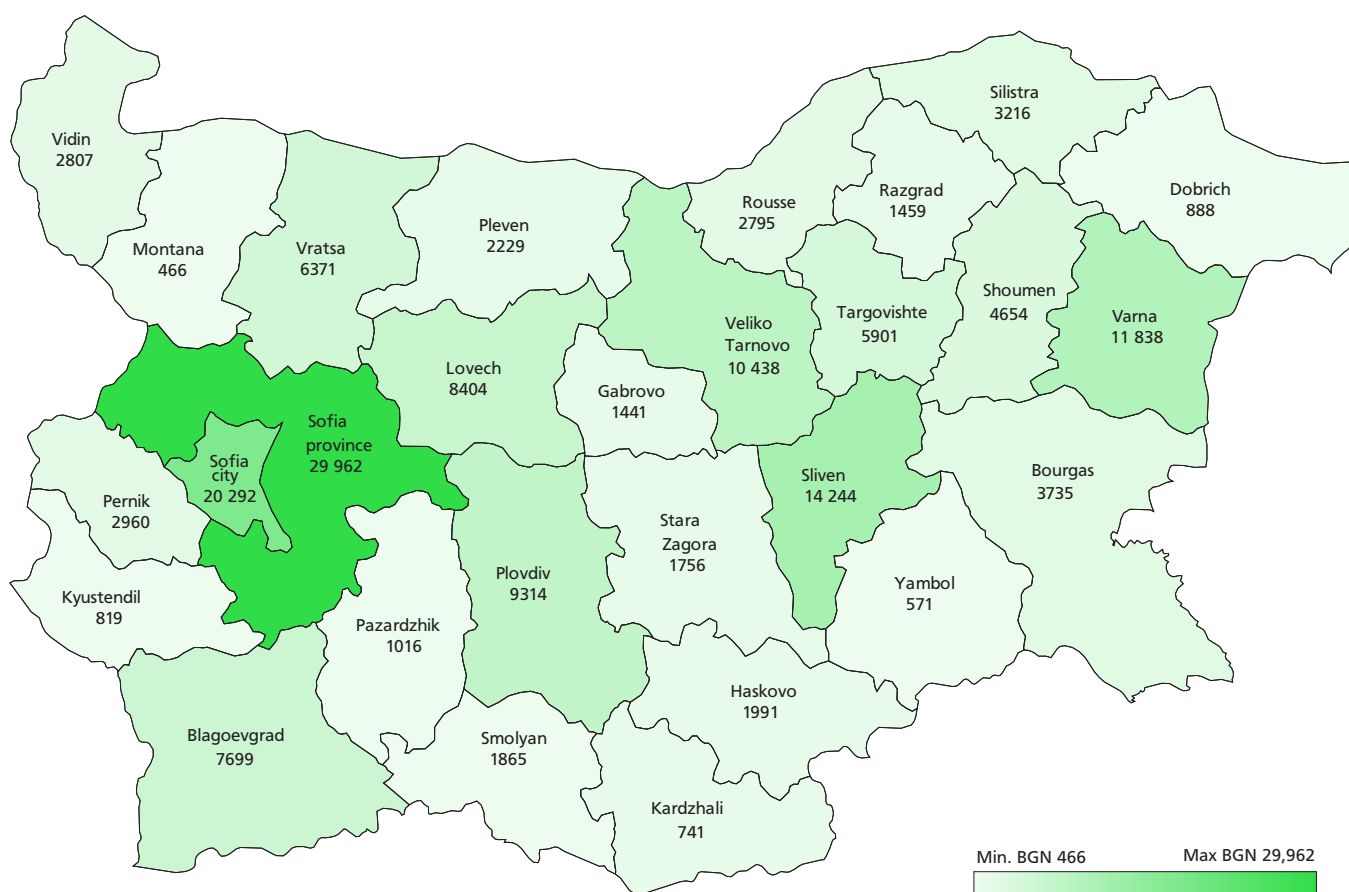 Silistra
3216
Vidin
2807
Dobrich
888
Razgrad
1459
Rousse
2795
Pleven
2229
Montana
466
Vratsa
6371
Shoumen
4654
Targovishte
5901
Varna
11 838
Veliko
Tarnovo
10 438
Lovech
8404
Gabrovo
1441
Sofia
province
29 962
Sofia
city
20 292
Bourgas
3735
Sliven
14 244
Pernik
2960
Stara
Zagora
1756
Plovdiv
9314
Yambol
571
Kyustendil
819
Pazardzhik
1016
Haskovo
1991
Blagoevgrad
7699
Smolyan
1865
Kardzhali
741
Min. BGN 466 Max BGN 29,962